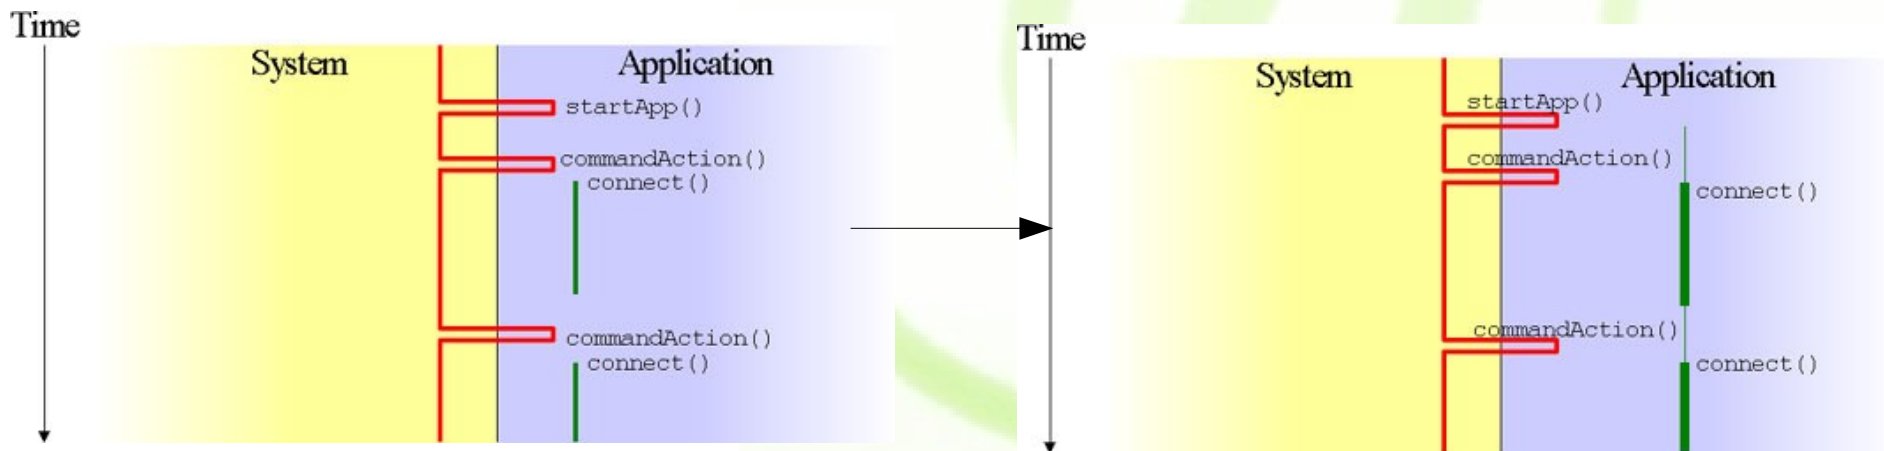 Time
System
Application
startApp()
commandAction()
connect()
commandAction()
connect()
Time
System
Application
startApp()
commandAction()
connect()
commandAction()
connect()